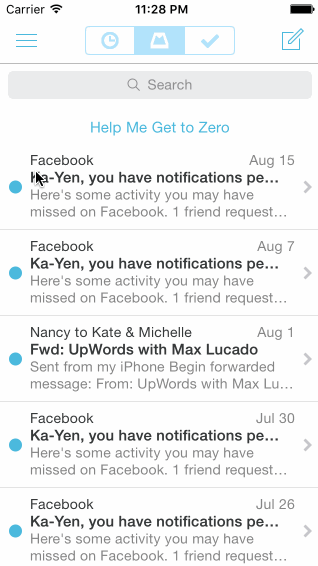 Carrier 11:28 PM
Search
Help Me Get to Zero
Facebook Aug 15
Ka-Yen, you have notifications pe...
Here's some activity you may have
missed on Facebook. 1 friend request...
Facebook Aug 7
Ka-Yen, you have notifications pe...
Here's some activity you may have
missed on Facebook. 1 friend request...
Nancy to Kate & Michelle Aug 1
Fwd: UpWords with Max Lucado
Sent from my iPhone Begin forwarded
message: From: UpWords with Max Lu...
Facebook Jul 30
Ka-Yen, you have notifications pe...
Here's some activity you may have
missed on Facebook. 1 friend request...
Facebook Jul 26
Ka-Yen, you have notifications pe...
Here's some activity you may have
missed on Facebook. 1 friend request...